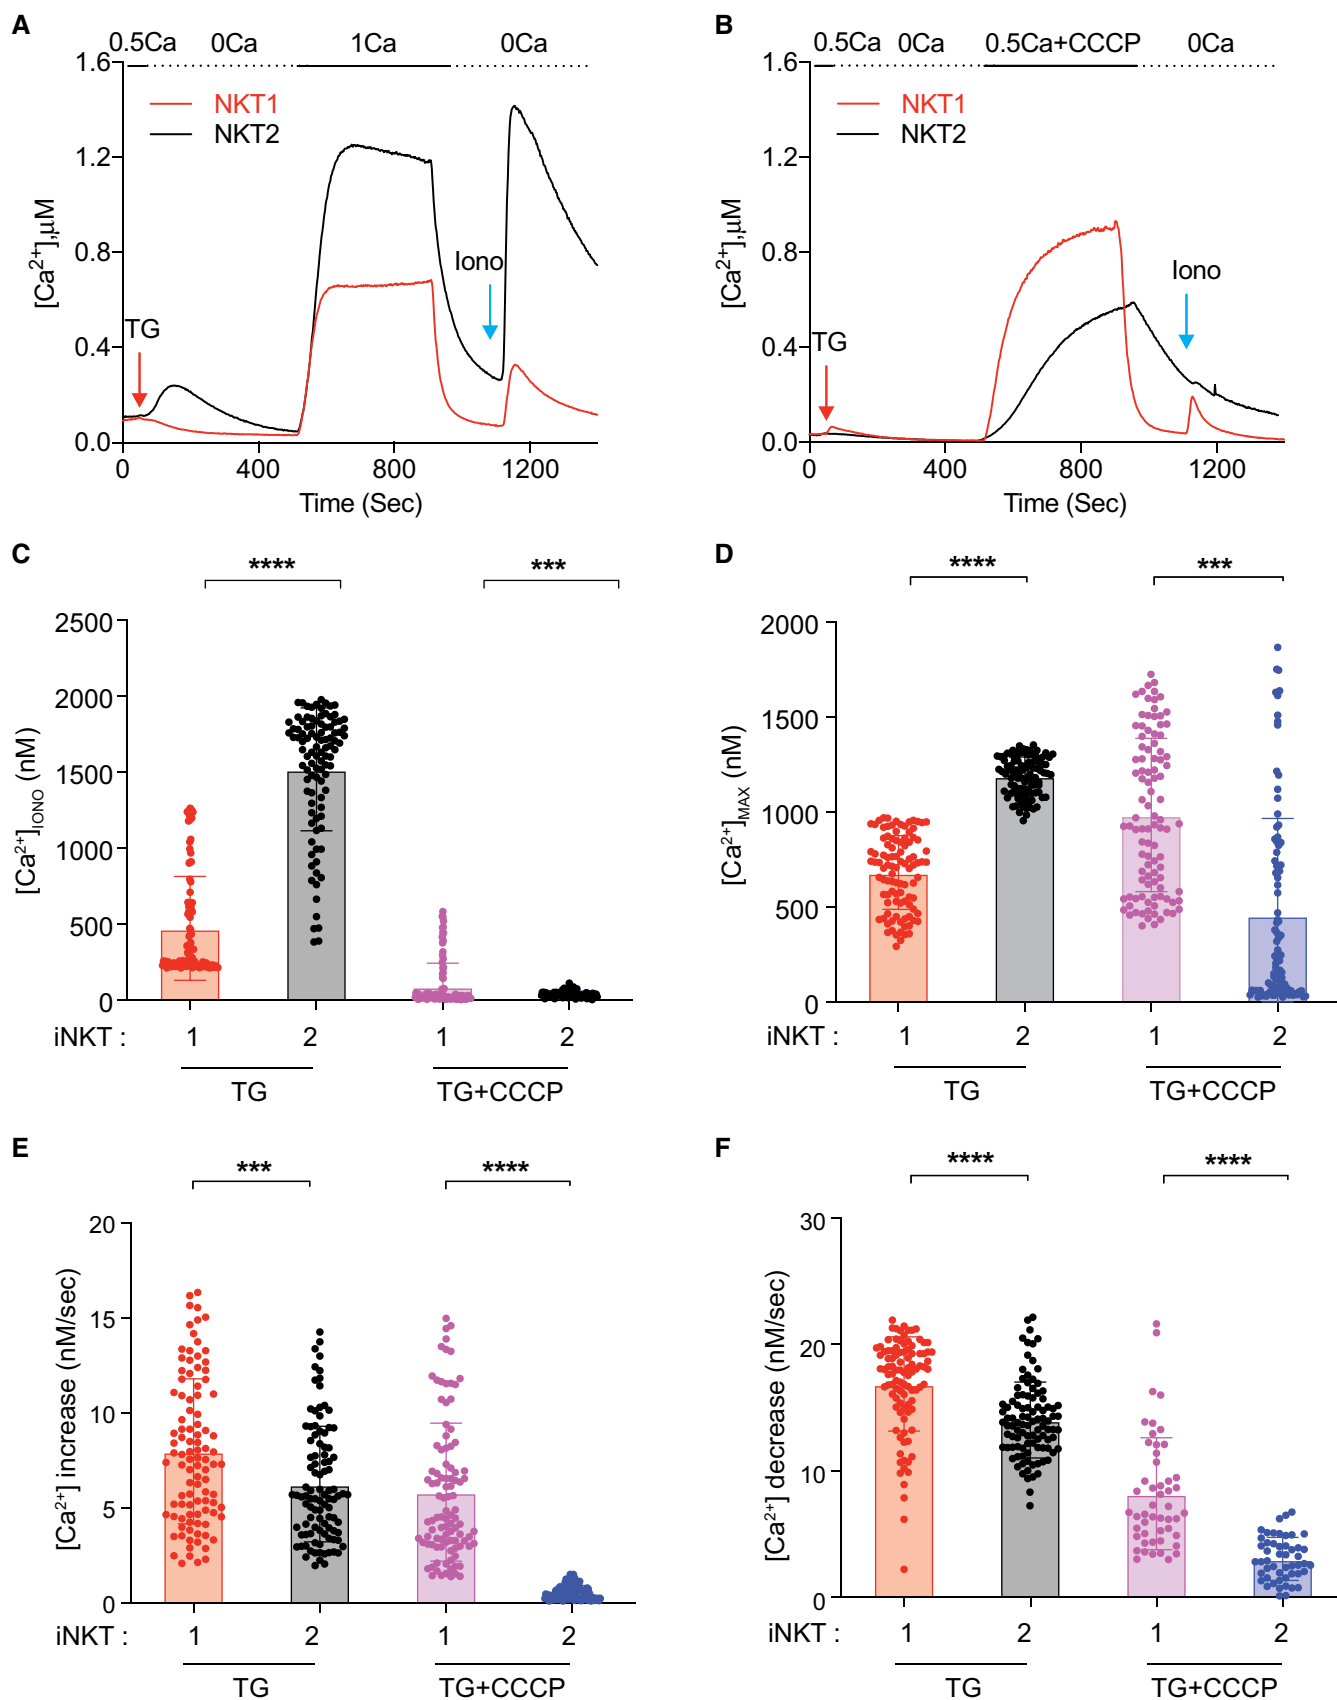 A
0.5Ca 0Ca 1Ca 0Ca
1.6
1.2
0.8
0.4
0.0
[Ca2+],μM
NKT1
NKT2
TG
Iono
0 400 800 1200
Time (Sec)
B
0.5Ca 0Ca 0.5Ca+CCCP 0Ca
1.6
1.2
0.8
0.4
0.0
[Ca2+],μM
NKT1
NKT2
TG
Iono
0 400 800 1200
Time (Sec)
C
**** ***
2500
2000
1500
1000
500
0
[Ca2+]IONO (nM)
iNKT : 1 2 1 2
TG TG+CCCP
D
**** ***
2000
1500
1000
500
0
[Ca2+]MAX (nM)
iNKT : 1 2 1 2
TG TG+CCCP
E
*** ****
20
15
10
5
0
[Ca2+] increase (nM/sec)
iNKT : 1 2 1 2
TG TG+CCCP
F
**** ****
30
20
10
0
[Ca2+] decrease (nM/sec)
iNKT : 1 2 1 2
TG TG+CCCP